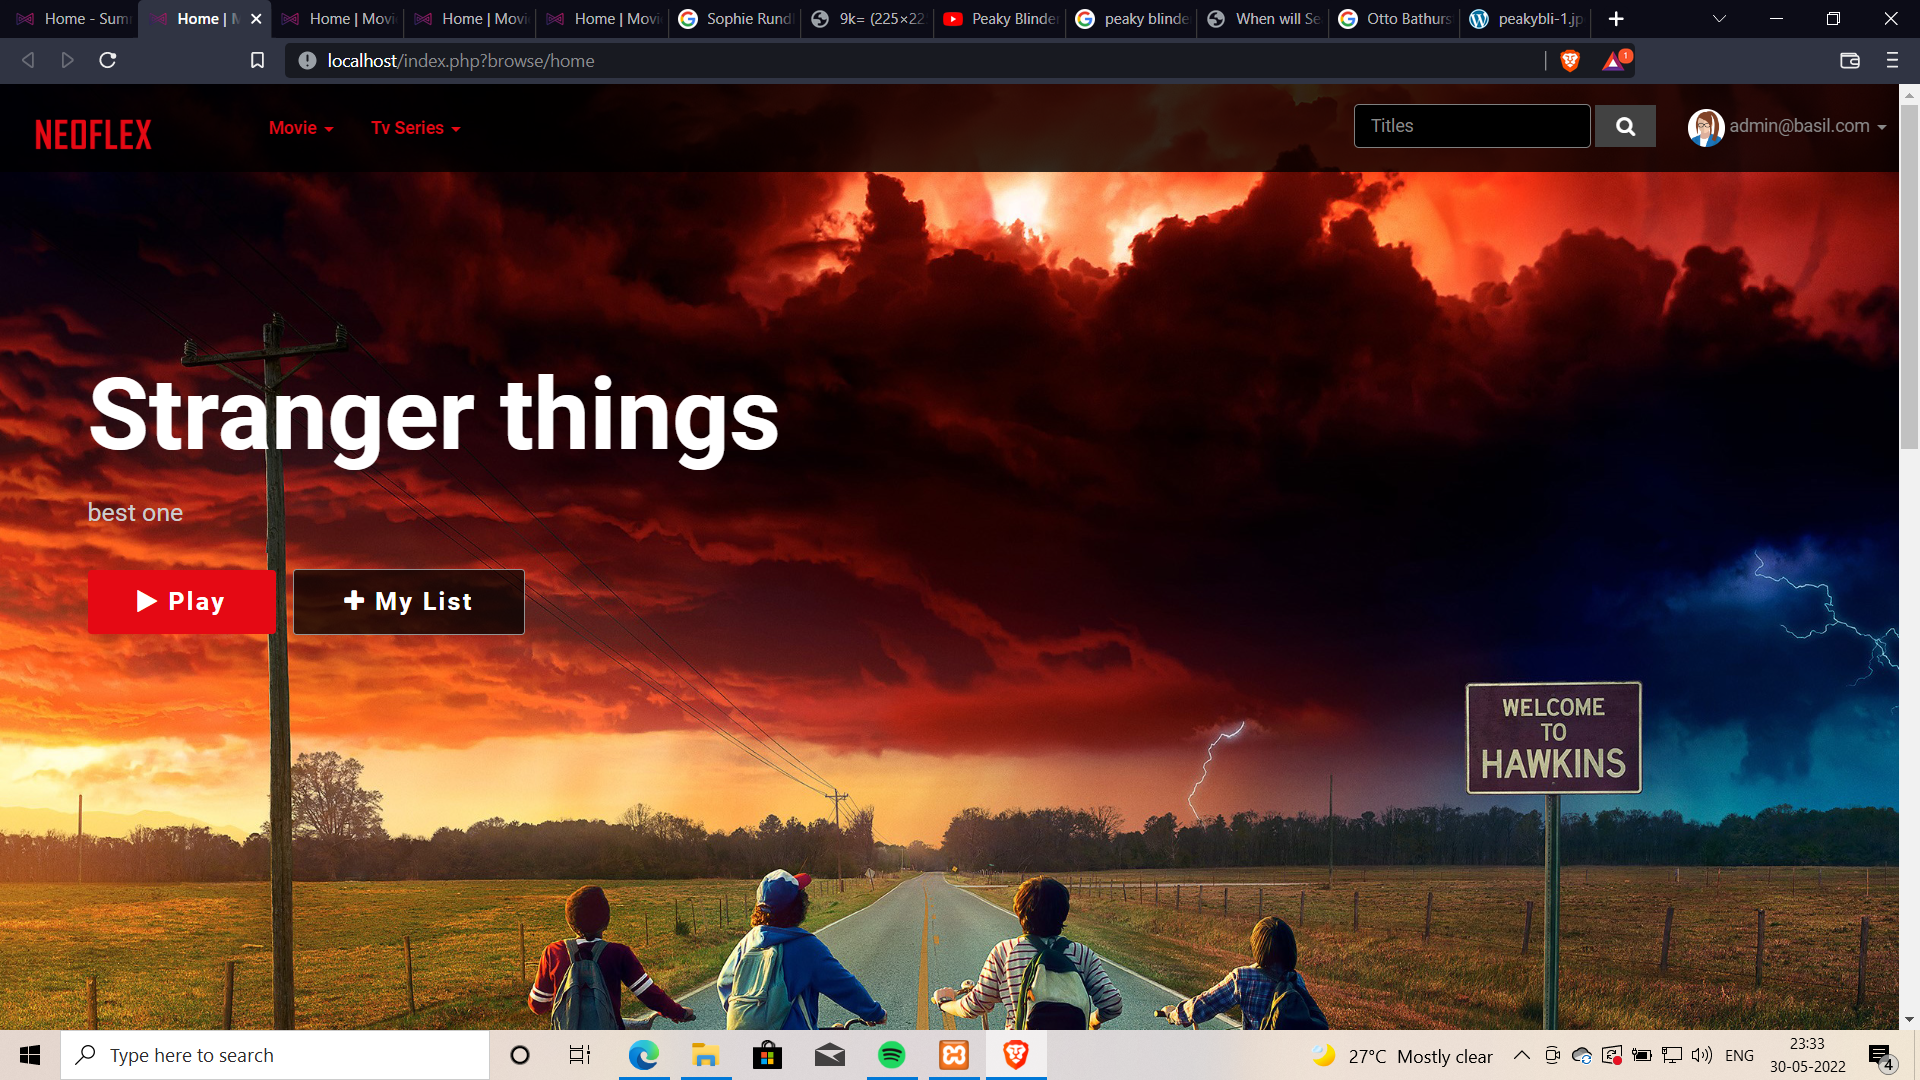 Home - Sum
Home | M
Home | Movi
Home | Movi
Home | Movi
Sophie Rund
9k= (225×22
Peaky Blinde
peaky blinde
When will Se
Otto Bathurs
peakybli-1.jp
localhost/index.php?browse/home
1
NEOFLEX
Movie
Tv Series
Titles
admin@basil.com
Stranger things
best one
Play
My List
WELCOME
TO
HAWKINS
Type here to search
27°C Mostly clear
ENG
23:33
30-05-2022
4